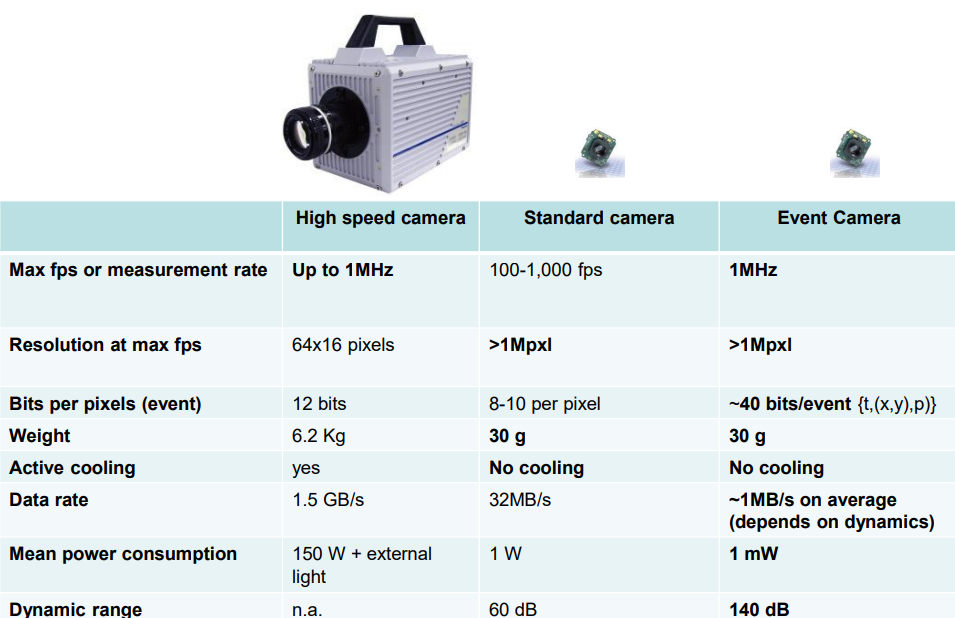 High speed camera Standard camera Event Camera
Max fps or measurement rate Up to 1MHz 100-1,000 fps 1MHz
Resolution at max fps 64x16 pixels >1Mpxl >1Mpxl
Bits per pixels (event) 12 bits 8-10 per pixel ~40 bits/event {t,(x,y),p)}
Weight 6.2 Kg 30 g 30 g
Active cooling yes No cooling No cooling
Data rate 1.5 GB/s 32MB/s ~1MB/s on average
(depends on dynamics)
Mean power consumption 150 W + external 1 W 1 mW
light
Dynamic range n.a. 60 dB 140 dB